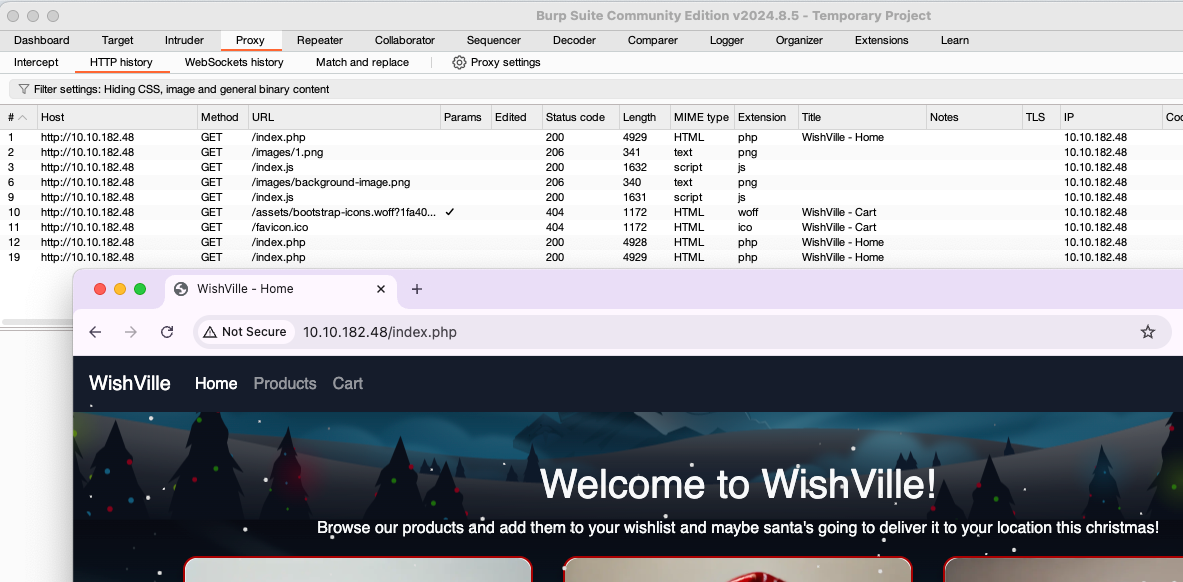 Burp Suite Community Edition v2024.8.5 - Temporary Project
Dashboard Target Intruder Proxy Repeater Collaborator Sequencer Decoder Comparer Logger Organizer Extensions Learn
Intercept HTTP history WebSockets history Match and replace Proxy settings
Filter settings: Hiding CSS, image and general binary content
# Host Method URL Params Edited Status code Length MIME type Extension Title Notes TLS IP Coo
1 http://10.10.182.48 GET /index.php 200 4929 HTML php WishVille - Home 10.10.182.48
2 http://10.10.182.48 GET /images/1.png 206 341 text png 10.10.182.48
3 http://10.10.182.48 GET /index.js 200 1632 script js 10.10.182.48
6 http://10.10.182.48 GET /images/background-image.png 206 340 text png 10.10.182.48
9 http://10.10.182.48 GET /index.js 200 1631 script js 10.10.182.48
10 http://10.10.182.48 GET /assets/bootstrap-icons.woff?1fa40... ✓ 404 1172 HTML woff WishVille - Cart 10.10.182.48
11 http://10.10.182.48 GET /favicon.ico 404 1172 HTML ico WishVille - Cart 10.10.182.48
12 http://10.10.182.48 GET /index.php 200 4928 HTML php WishVille - Home 10.10.182.48
19 http://10.10.182.48 GET /index.php 200 4929 HTML php WishVille - Home 10.10.182.48
WishVille - Home
Not Secure 10.10.182.48/index.php
WishVille Home Products Cart
Welcome to WishVille!
Browse our products and add them to your wishlist and maybe santa's going to deliver it to your location this christmas!